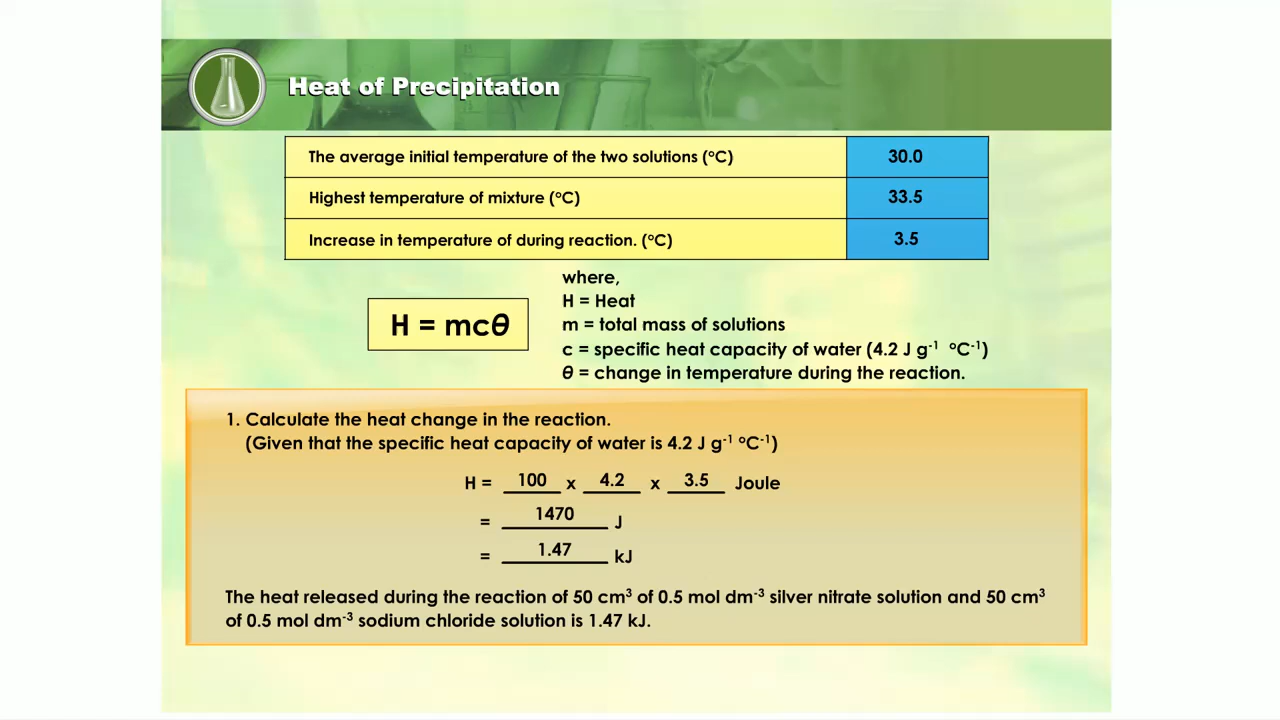 Heat of Precipitation
The average initial temperature of the two solutions (°C) 30.0
Highest temperature of mixture (°C) 33.5
Increase in temperature of during reaction. (°C) 3.5
where,
H = Heat
H = mcθ
m = total mass of solutions
c = specific heat capacity of water (4.2 J g⁻¹ °C⁻¹)
θ = change in temperature during the reaction.
1. Calculate the heat change in the reaction.
(Given that the specific heat capacity of water is 4.2 J g⁻¹ °C⁻¹)
H = 100 x 4.2 x 3.5 Joule
= 1470 J
= 1.47 kJ
The heat released during the reaction of 50 cm³ of 0.5 mol dm⁻³ silver nitrate solution and 50 cm³
of 0.5 mol dm⁻³ sodium chloride solution is 1.47 kJ.